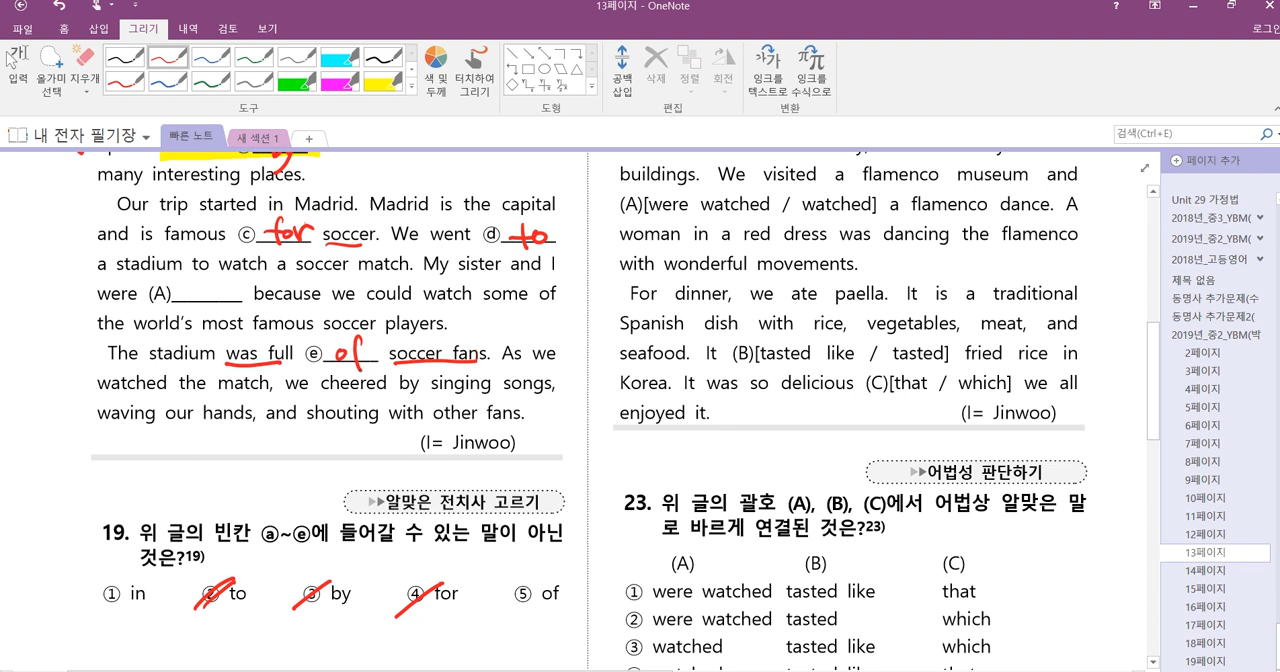 13페이지 - OneNote
?
로그인
파일 홈 삽입 그리기 내역 검토 보기
입력 올가미 선택 지우개
색 및 두께 터치하여 그리기
공백 삽입 삭제 정렬 회전
잉크를 텍스트로 잉크를 수식으로
도구 도형 편집 변환
내 전자 필기장 빠른 노트 새 섹션 1 +
검색(Ctrl+E)
many interesting places.
Our trip started in Madrid. Madrid is the capital
and is famous ⓒ for soccer. We went ⓓ to
a stadium to watch a soccer match. My sister and I
were (A)________ because we could watch some of
the world's most famous soccer players.
The stadium was full ⓔ of soccer fans. As we
watched the match, we cheered by singing songs,
waving our hands, and shouting with other fans.
(I= Jinwoo)
▶▶알맞은 전치사 고르기
19. 위 글의 빈칸 ⓐ~ⓔ에 들어갈 수 있는 말이 아닌
것은?19)
① in ② to ③ by ④ for ⑤ of
buildings. We visited a flamenco museum and
(A)[were watched / watched] a flamenco dance. A
woman in a red dress was dancing the flamenco
with wonderful movements.
For dinner, we ate paella. It is a traditional
Spanish dish with rice, vegetables, meat, and
seafood. It (B)[tasted like / tasted] fried rice in
Korea. It was so delicious (C)[that / which] we all
enjoyed it. (I= Jinwoo)
▶▶어법성 판단하기
23. 위 글의 괄호 (A), (B), (C)에서 어법상 알맞은 말
로 바르게 연결된 것은?23)
(A) (B) (C)
① were watched tasted like that
② were watched tasted which
③ watched tasted like which
페이지 추가
Unit 29 가정법
2018년_중3_YBM(
2019년_중2_YBM(
2018년_고등영어
제목 없음
동명사 추가문제(수
동명사 추가문제2(
2019년_중2_YBM(박
2페이지
3페이지
4페이지
5페이지
6페이지
7페이지
8페이지
9페이지
10페이지
11페이지
12페이지
13페이지
14페이지
15페이지
16페이지
17페이지
18페이지
19페이지